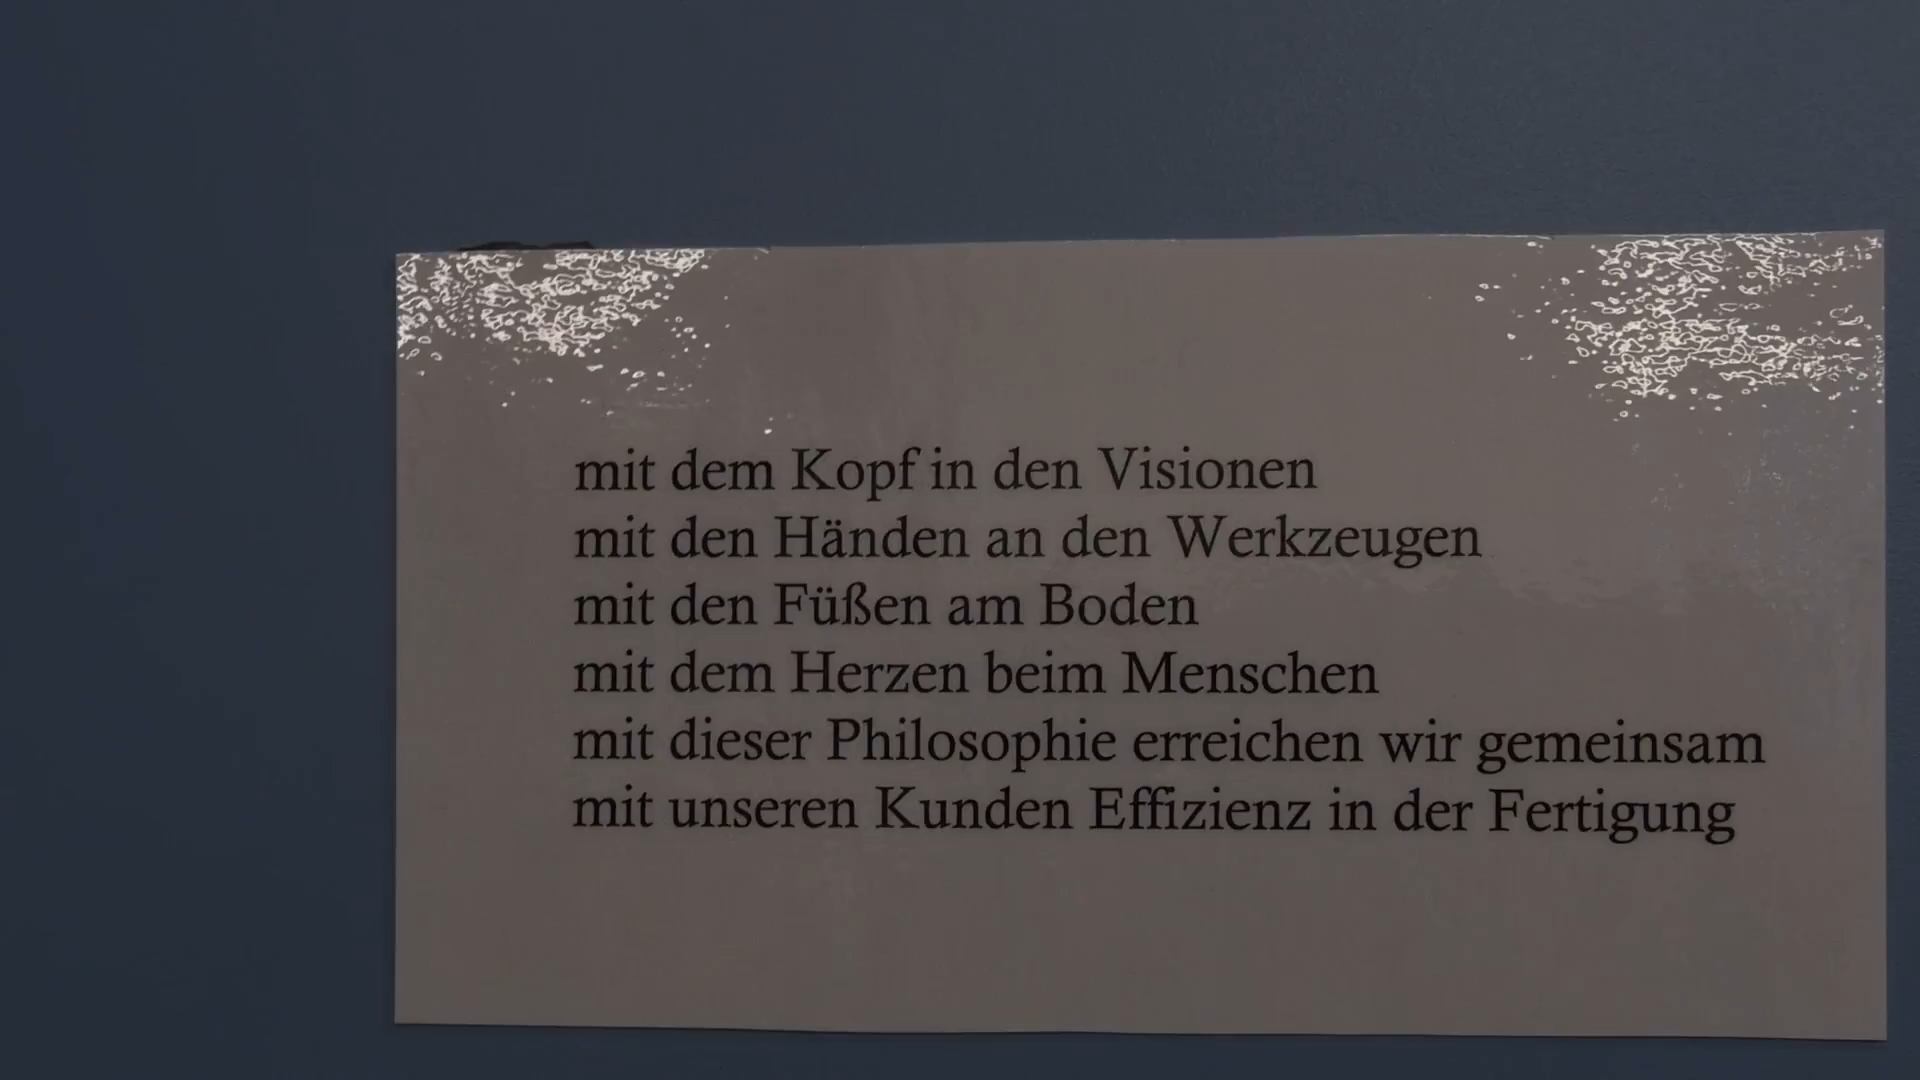 mit dem Kopf in den Visionen
mit den Händen an den Werkzeugen
mit den Füßen am Boden
mit dem Herzen beim Menschen
mit dieser Philosophie erreichen wir gemeinsam
mit unseren Kunden Effizienz in der Fertigung